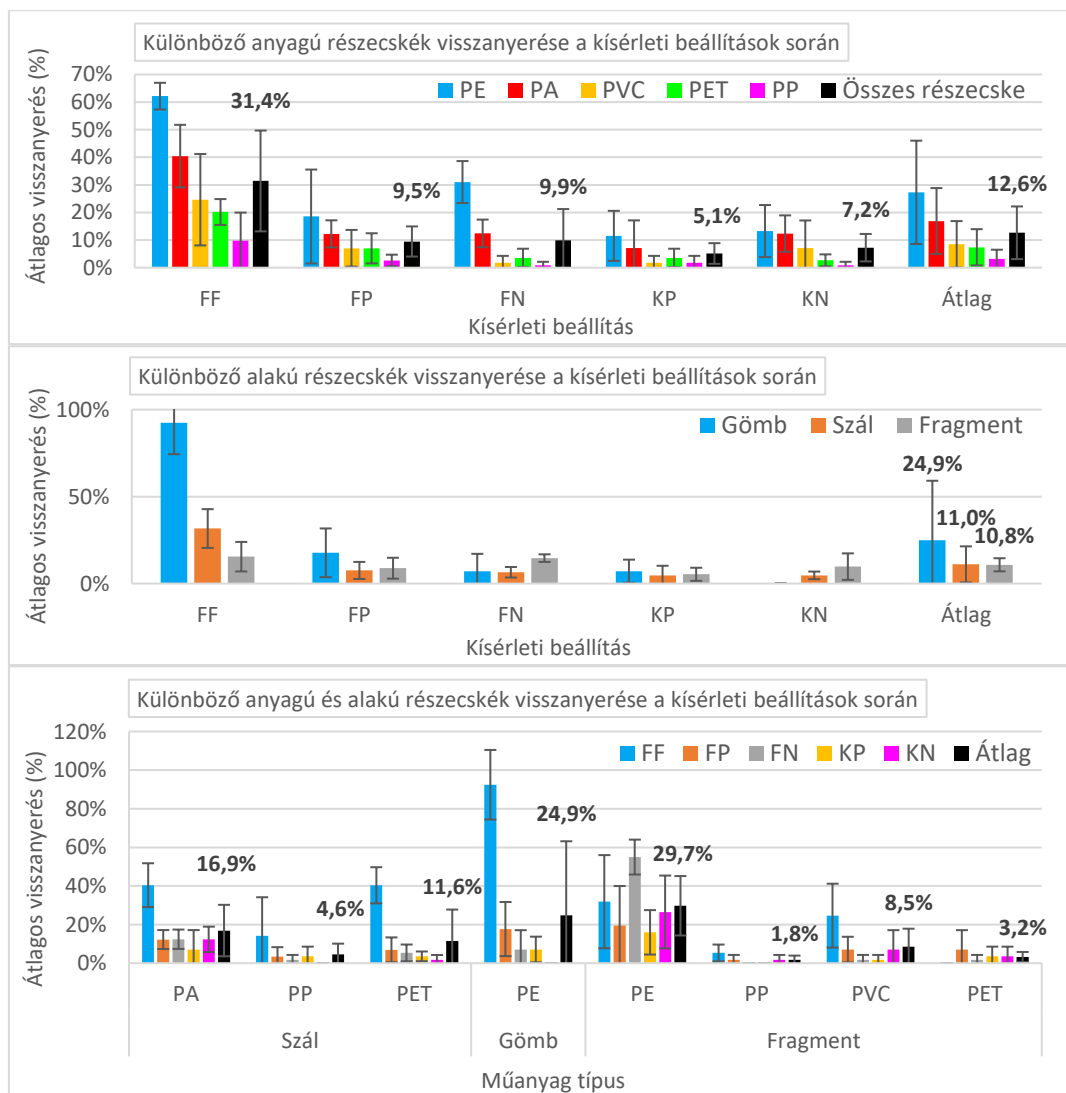 Különböző anyagú részecskék visszanyerése a kísérleti beállítások során
Átlagos visszanyerés (%)
70%
60%
50%
40%
30%
20%
10%
0%
PE PA PVC PET PP Összes részecske
31,4%
9,5%
9,9%
5,1%
7,2%
12,6%
FF FP FN KP KN Átlag
Kísérleti beállítás
Különböző alakú részecskék visszanyerése a kísérleti beállítások során
Átlagos visszanyerés (%)
100%
50%
0%
Gömb Szál Fragment
24,9%
11,0%
10,8%
FF FP FN KP KN Átlag
Kísérleti beállítás
Különböző anyagú és alakú részecskék visszanyerése a kísérleti beállítások során
Átlagos visszanyerés (%)
120%
100%
80%
60%
40%
20%
0%
FF FP FN KP KN Átlag
16,9%
4,6%
11,6%
24,9%
29,7%
1,8%
8,5%
3,2%
PA PP PET PE PE PP PVC PET
Szál Gömb Fragment
Műanyag típus